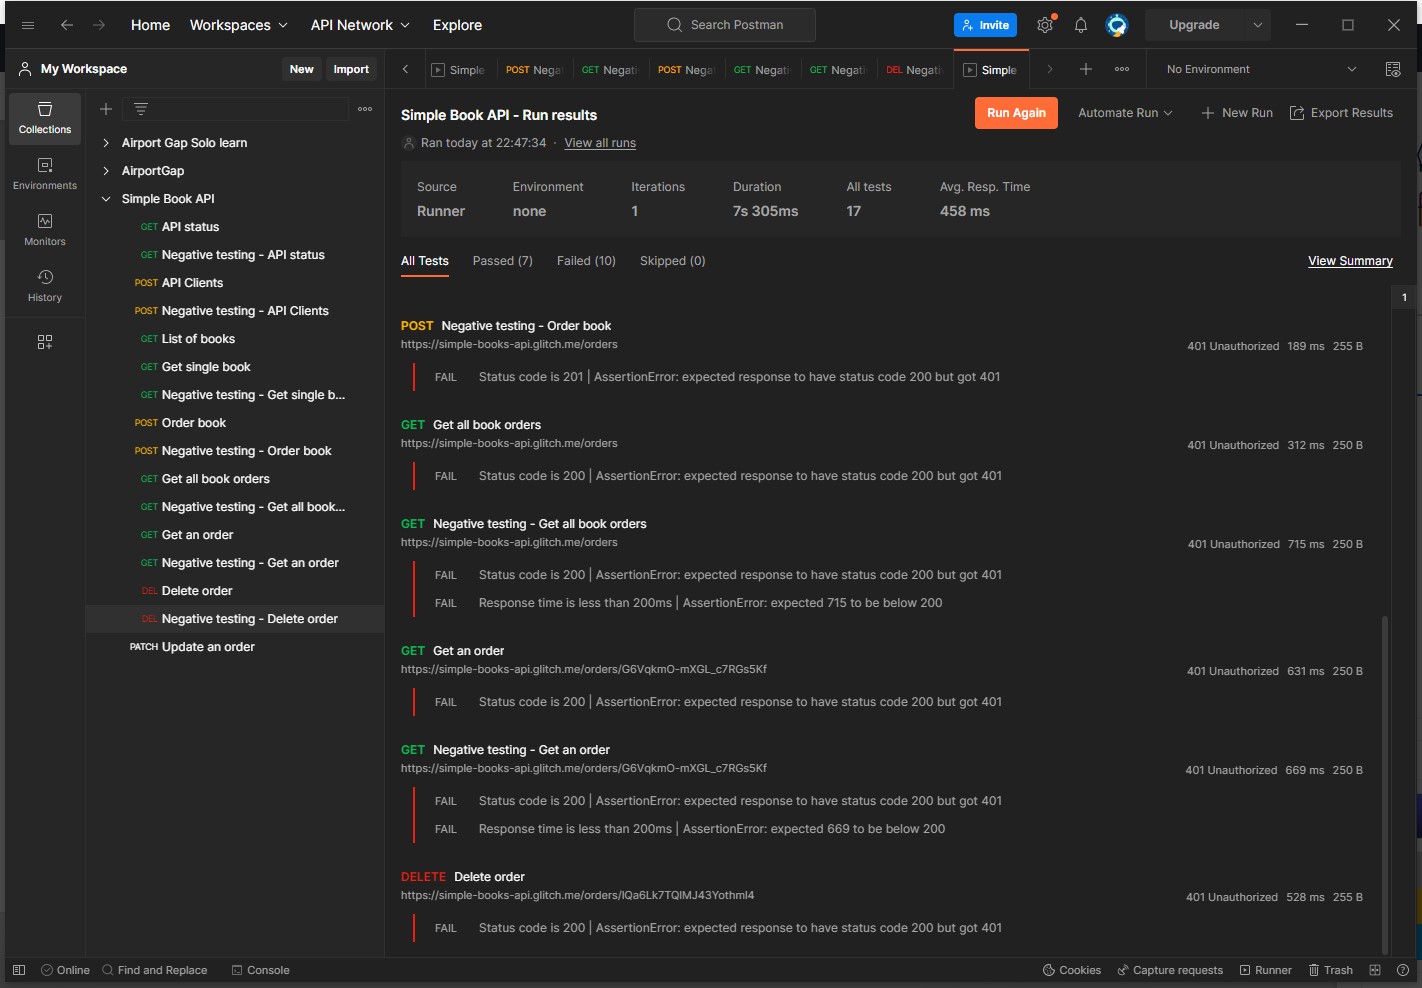 Home Workspaces API Network Explore Search Postman Invite Upgrade
My Workspace New Import Simple POST Nega GET Negati POST Nega GET Negati GET Negati DEL Negati Simple No Environment
Collections
Environments
Monitors
History
Airport Gap Solo learn
AirportGap
Simple Book API
GET API status
GET Negative testing - API status
POST API Clients
POST Negative testing - API Clients
GET List of books
GET Get single book
GET Negative testing - Get single b...
POST Order book
POST Negative testing - Order book
GET Get all book orders
GET Negative testing - Get all book...
GET Get an order
GET Negative testing - Get an order
DEL Delete order
DEL Negative testing - Delete order
PATCH Update an order
Simple Book API - Run results Run Again Automate Run New Run Export Results
Ran today at 22:47:34 · View all runs
Source Environment Iterations Duration All tests Avg. Resp. Time
Runner none 1 7s 305ms 17 458 ms
All Tests Passed (7) Failed (10) Skipped (0) View Summary
1
POST Negative testing - Order book
https://simple-books-api.glitch.me/orders 401 Unauthorized 189 ms 255 B
FAIL Status code is 201 | AssertionError: expected response to have status code 200 but got 401
GET Get all book orders
https://simple-books-api.glitch.me/orders 401 Unauthorized 312 ms 250 B
FAIL Status code is 200 | AssertionError: expected response to have status code 200 but got 401
GET Negative testing - Get all book orders
https://simple-books-api.glitch.me/orders 401 Unauthorized 715 ms 250 B
FAIL Status code is 200 | AssertionError: expected response to have status code 200 but got 401
FAIL Response time is less than 200ms | AssertionError: expected 715 to be below 200
GET Get an order
https://simple-books-api.glitch.me/orders/G6VqkmO-mXGL_c7RGs5Kf 401 Unauthorized 631 ms 250 B
FAIL Status code is 200 | AssertionError: expected response to have status code 200 but got 401
GET Negative testing - Get an order
https://simple-books-api.glitch.me/orders/G6VqkmO-mXGL_c7RGs5Kf 401 Unauthorized 669 ms 250 B
FAIL Status code is 200 | AssertionError: expected response to have status code 200 but got 401
FAIL Response time is less than 200ms | AssertionError: expected 669 to be below 200
DELETE Delete order
https://simple-books-api.glitch.me/orders/lQa6Lk7TQIMJ43Yothml4 401 Unauthorized 528 ms 255 B
FAIL Status code is 200 | AssertionError: expected response to have status code 200 but got 401
Online Find and Replace Console Cookies Capture requests Runner Trash